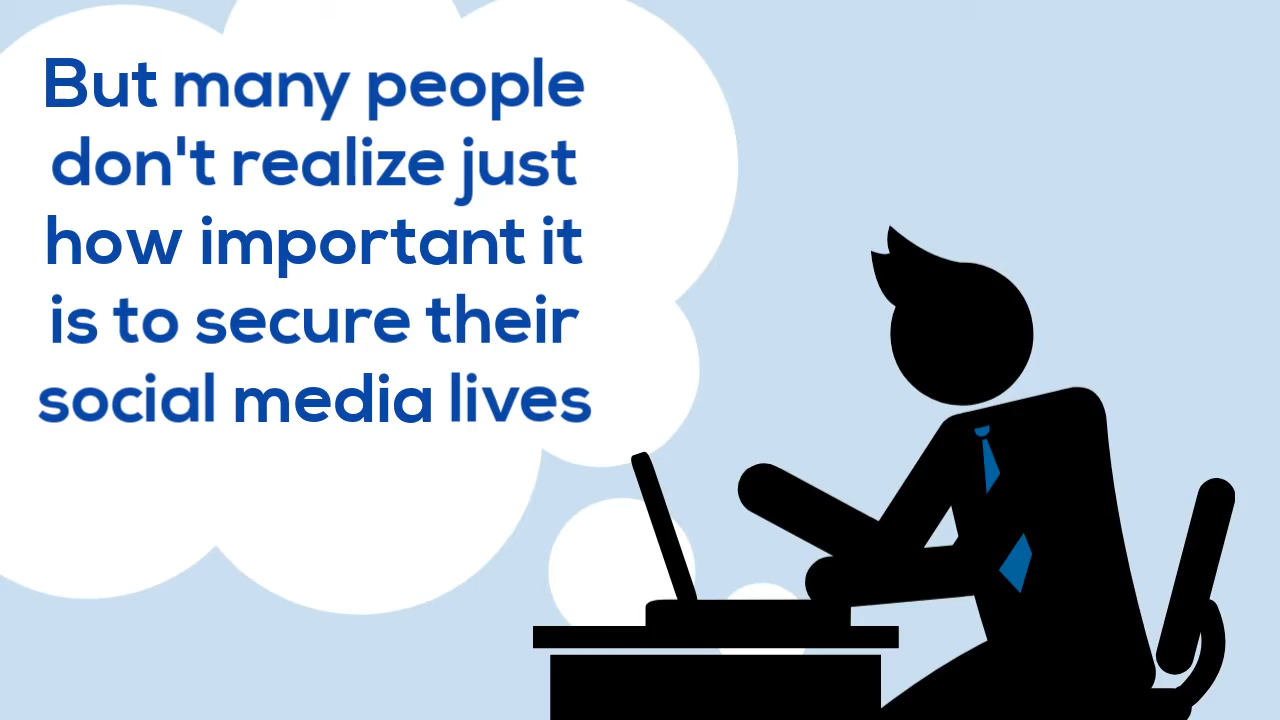 But many people
don't realize just
how important it
is to secure their
social media lives